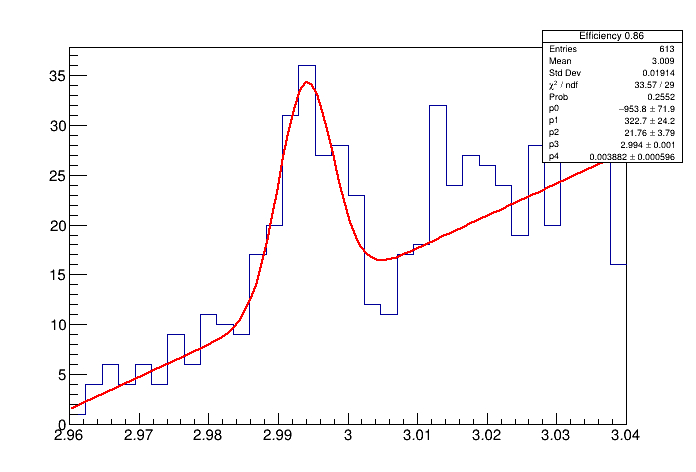 Efficiency 0.86
Entries 613
Mean 3.009
Std Dev 0.01914
χ² / ndf 33.57 / 29
Prob 0.2552
p0 −953.8 ± 71.9
p1 322.7 ± 24.2
p2 21.76 ± 3.79
p3 2.994 ± 0.001
p4 0.003882 ± 0.000596
35
30
25
20
15
10
5
0
2.96 2.97 2.98 2.99 3 3.01 3.02 3.03 3.04